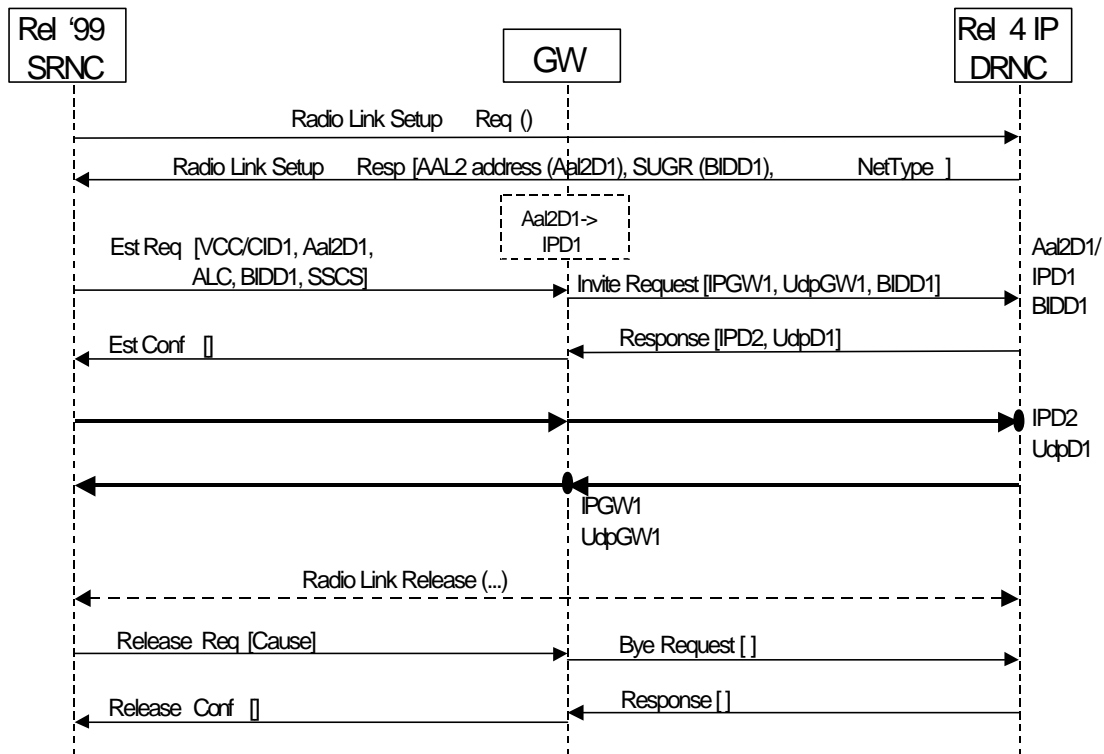 Rel '99
SRNC
GW
Rel 4 IP
DRNC
Radio Link Setup Req ()
Radio Link Setup Resp [AAL2 address (Aal2D1), SUGR (BIDD1), NetType ]
Aal2D1->
IPD1
Est Req [VCC/CID1, Aal2D1,
ALC, BIDD1, SSCS]
Invite Request [IPGW1, UdpGW1, BIDD1]
Aal2D1/
IPD1
BIDD1
Est Conf []
Response [IPD2, UdpD1]
IPD2
UdpD1
IPGW1
UdpGW1
Radio Link Release (...)
Release Req [Cause]
Bye Request [ ]
Release Conf []
Response [ ]